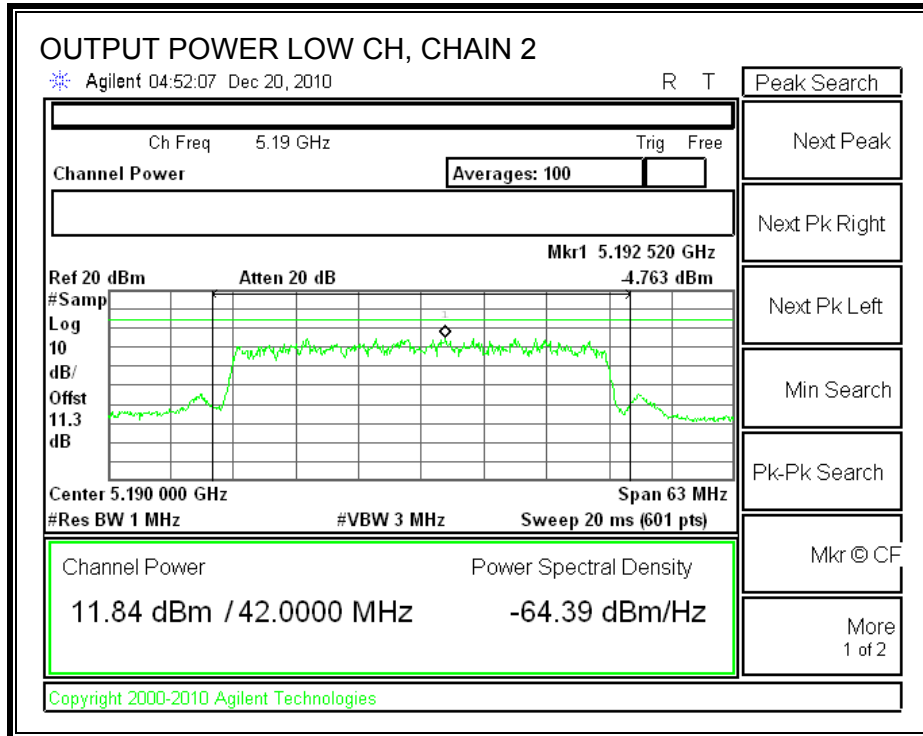 OUTPUT POWER LOW CH, CHAIN 2
Agilent 04:52:07 Dec 20, 2010 R T
Peak Search
Ch Freq 5.19 GHz Trig Free
Next Peak
Channel Power Averages: 100
Next Pk Right
Mkr1 5.192 520 GHz
Ref 20 dBm Atten 20 dB -4.763 dBm
#Samp
Log
10
dB/
Offst
11.3
dB
1
Next Pk Left
Min Search
Pk-Pk Search
Center 5.190 000 GHz Span 63 MHz
#Res BW 1 MHz #VBW 3 MHz Sweep 20 ms (601 pts)
Mkr © CF
Channel Power Power Spectral Density
11.84 dBm / 42.0000 MHz -64.39 dBm/Hz
More
1 of 2
Copyright 2000-2010 Agilent Technologies